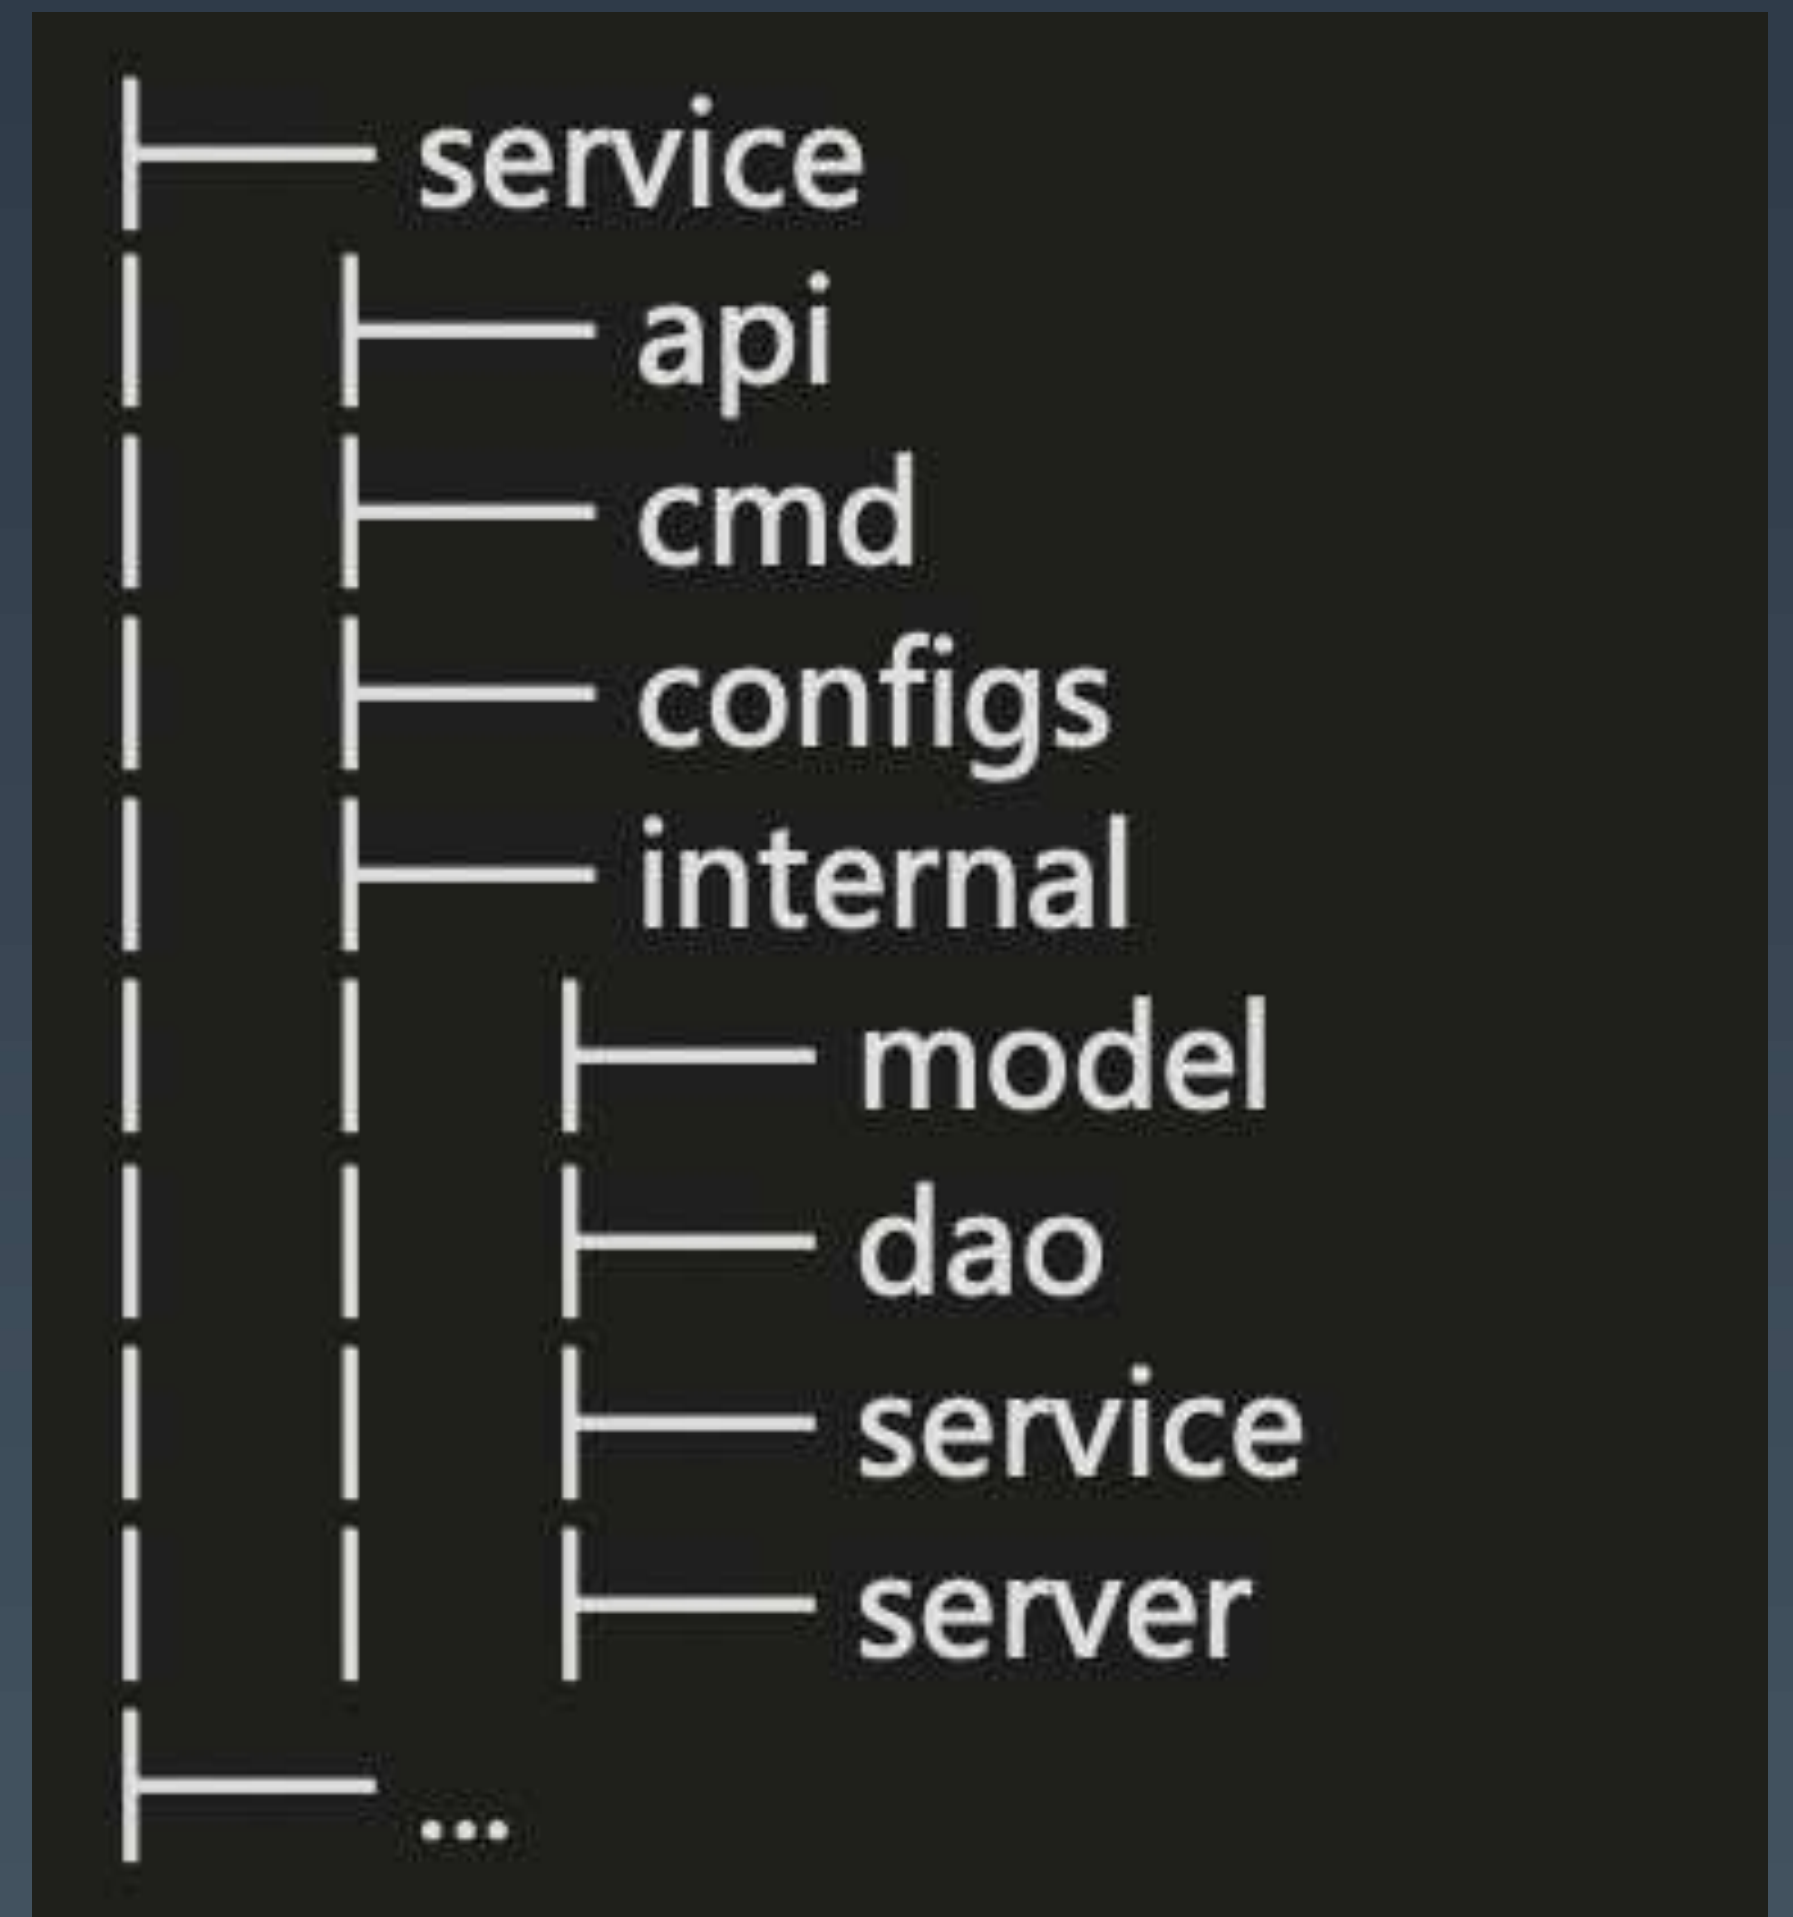 ├── service
|   ├── api
|   ├── cmd
|   ├── configs
|   ├── internal
|   |   ├── model
|   |   ├── dao
|   |   ├── service
|   |   ├── server
├── ...